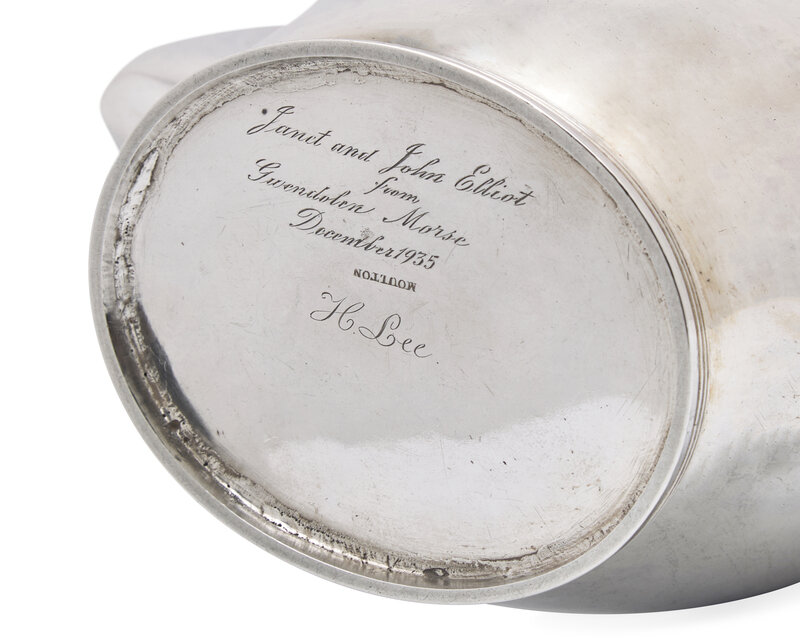 Janet and John Elliot
from
Gwendolen Morse
December 1935
MOULTON
H. Lee